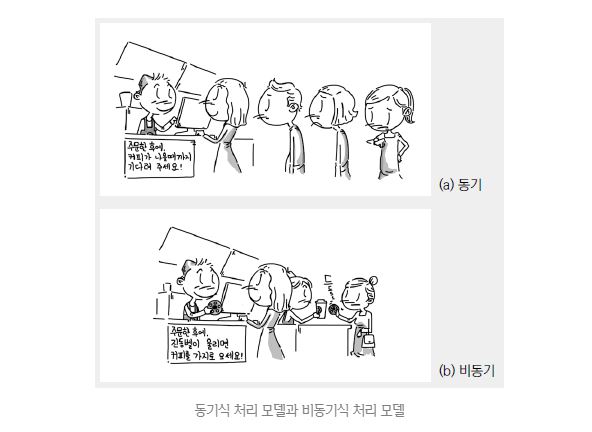 주문한 후에,
커피가 나올때까지
기다려 주세요!
(a) 동기
드
주문한 후에,
진동벨이 울리면
커피를 가지로 오세요!
(b) 비동기
동기식 처리 모델과 비동기식 처리 모델